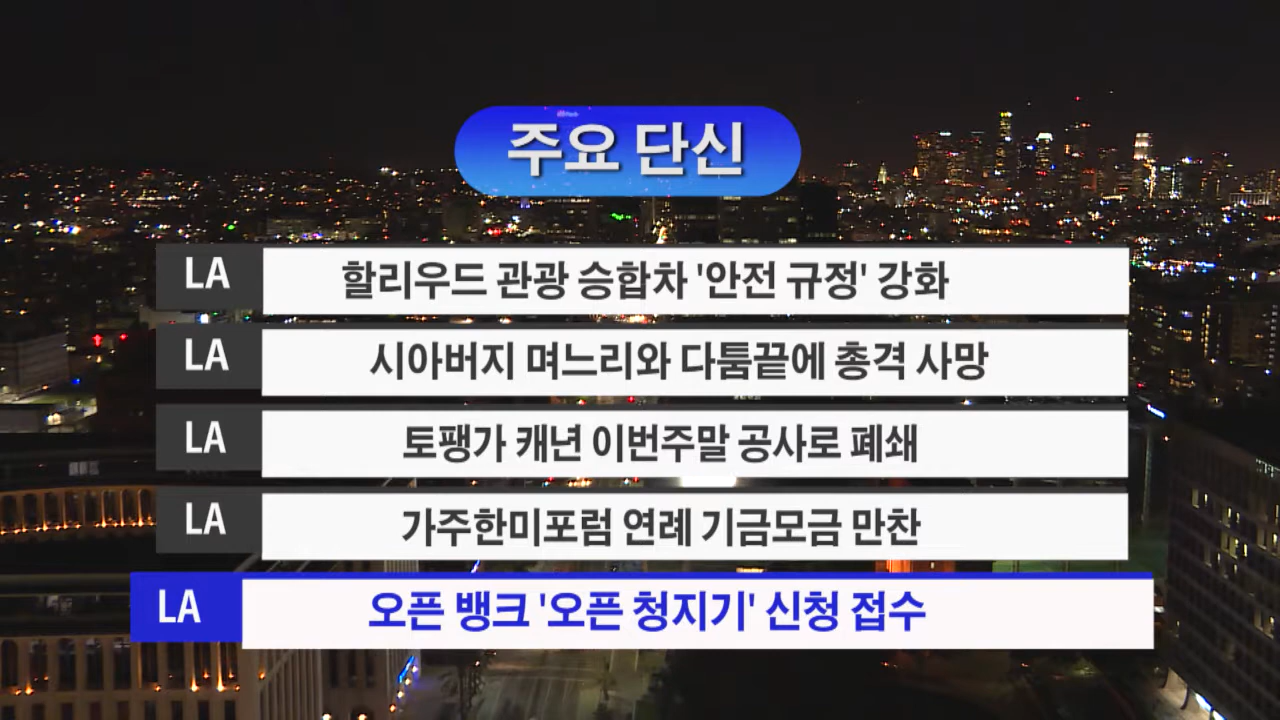 주요 단신
LA 할리우드 관광 승합차 '안전 규정' 강화
LA 시아버지 며느리와 다툼끝에 총격 사망
LA 토팽가 캐년 이번주말 공사로 폐쇄
LA 가주한미포럼 연례 기금모금 만찬
LA 오픈 뱅크 '오픈 청지기' 신청 접수